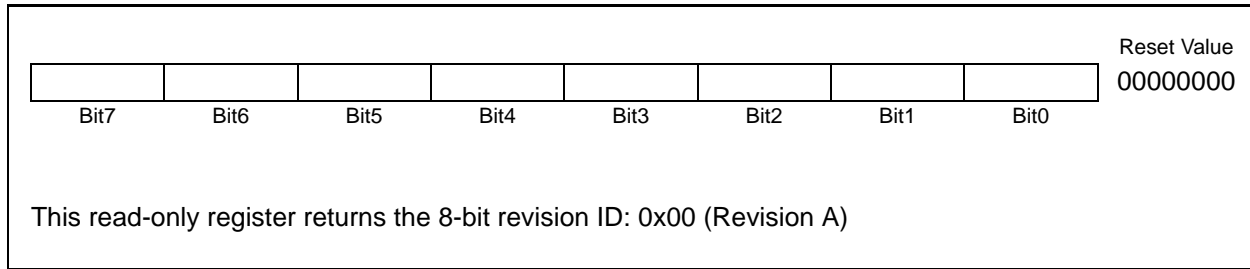 Reset Value
00000000
Bit7 Bit6 Bit5 Bit4 Bit3 Bit2 Bit1 Bit0
This read-only register returns the 8-bit revision ID: 0x00 (Revision A)